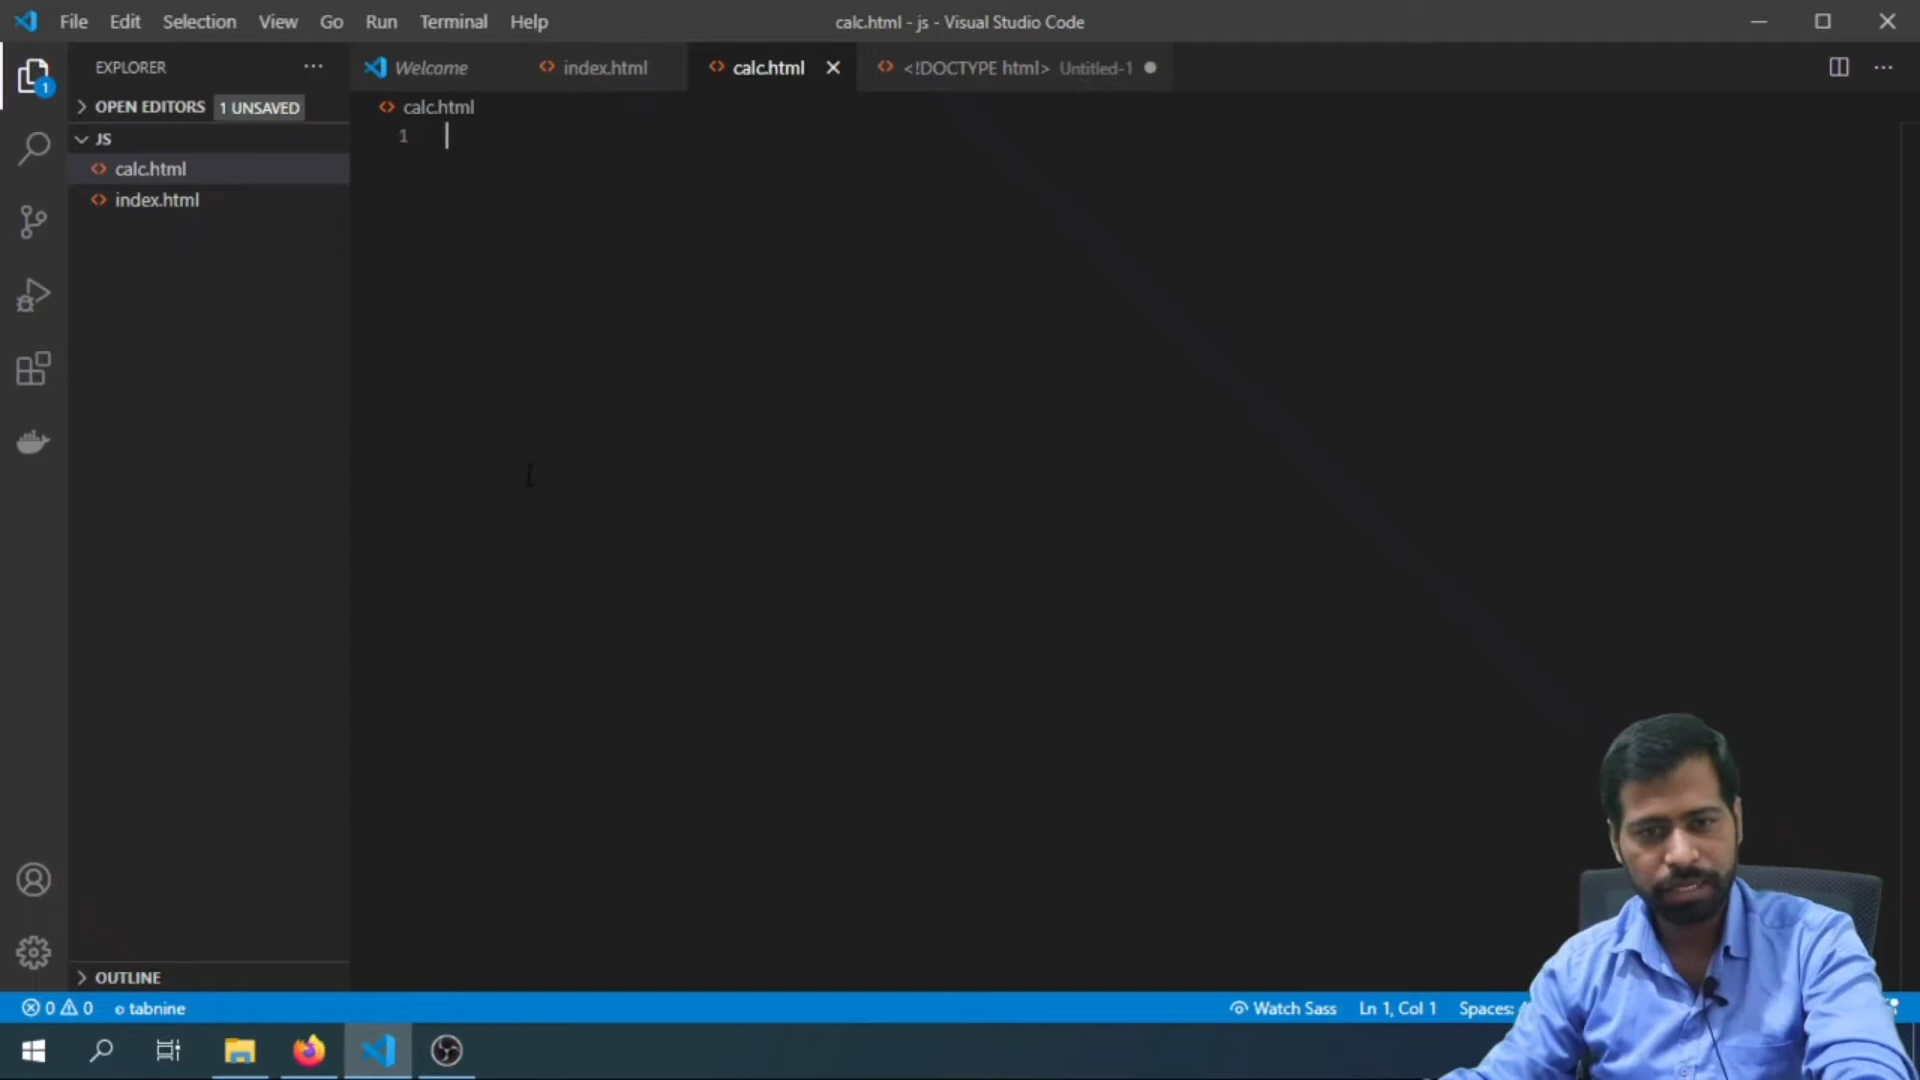 File Edit Selection View Go Run Terminal Help
calc.html - js - Visual Studio Code
EXPLORER
Welcome
index.html
calc.html
<!DOCTYPE html> Untitled-1
1
OPEN EDITORS 1 UNSAVED
calc.html
JS
1
calc.html
index.html
OUTLINE
0 0 tabnine
Watch Sass
Ln 1, Col 1
Spaces: